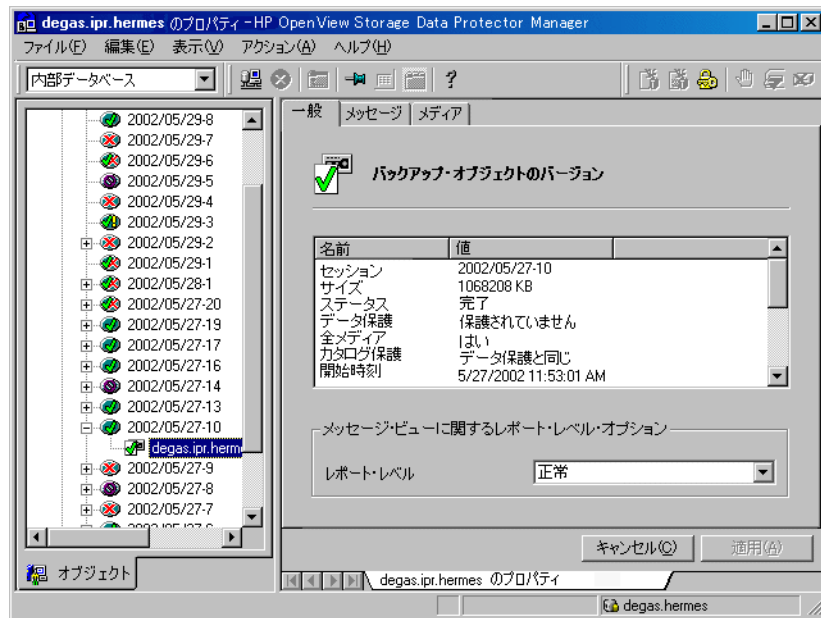 degas.ipr.hermes のプロパティ - HP OpenView Storage Data Protector Manager
ファイル(F) 編集(E) 表示(V) アクション(A) ヘルプ(H)
内部データベース
2002/05/29-8
2002/05/29-7
2002/05/29-6
2002/05/29-5
2002/05/29-4
2002/05/29-3
2002/05/29-2
2002/05/29-1
2002/05/28-1
2002/05/27-20
2002/05/27-19
2002/05/27-17
2002/05/27-16
2002/05/27-14
2002/05/27-13
2002/05/27-10
degas.ipr.herm
2002/05/27-9
2002/05/27-8
2002/05/27-7
オブジェクト
一般 メッセージ メディア
バックアップ・オブジェクトのバージョン
名前 値
セッション 2002/05/27-10
サイズ 1068208 KB
ステータス 完了
データ保護 保護されていません
全メディア はい
カタログ保護 データ保護と同じ
開始時刻 5/27/2002 11:53:01 AM
メッセージ・ビューに関するレポート・レベル・オプション
レポート・レベル 正常
キャンセル(C) 適用(A)
degas.ipr.hermes のプロパティ
degas.hermes